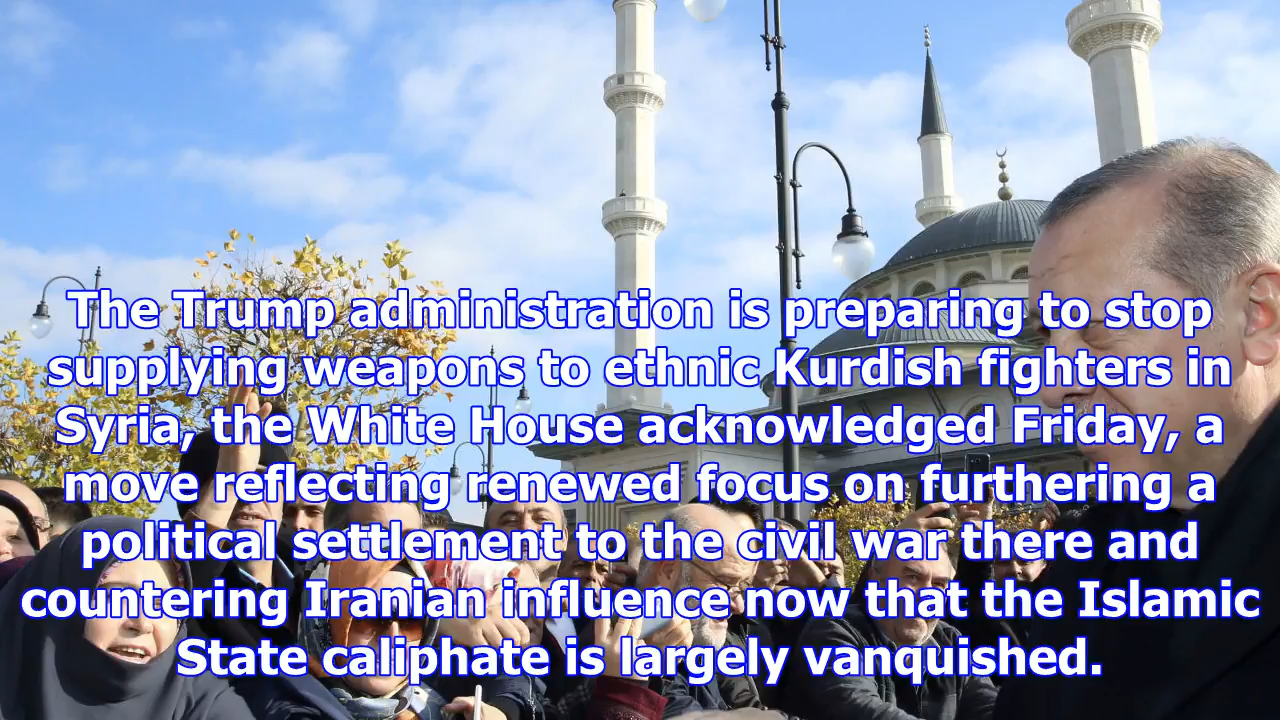 The Trump administration is preparing to stop
supplying weapons to ethnic Kurdish fighters in
Syria, the White House acknowledged Friday, a
move reflecting renewed focus on furthering a
political settlement to the civil war there and
countering Iranian influence now that the Islamic
State caliphate is largely vanquished.